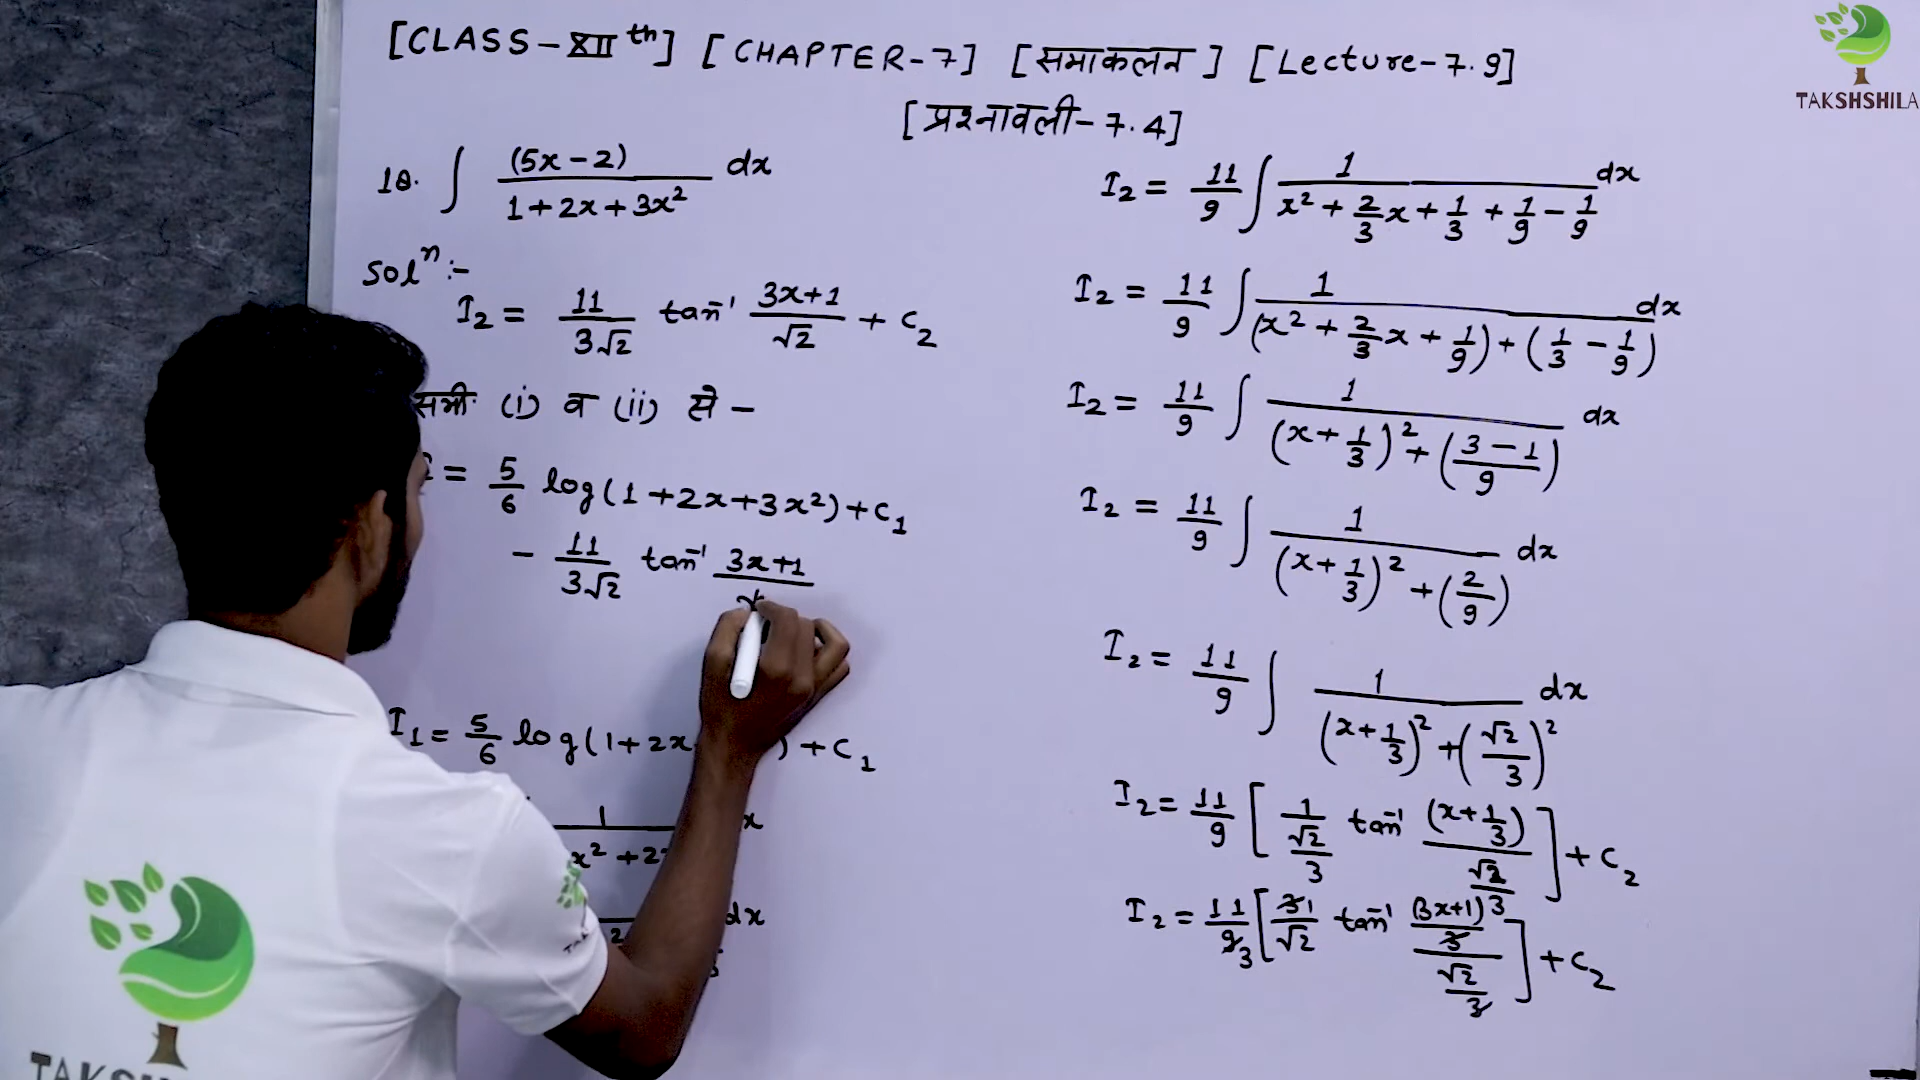 [CLASS-XII th] [CHAPTER-7] [समाकलन] [Lecture-7.9]
[प्रश्नावली-7.4]
TAKSHSHILA
18. ∫ (5x-2)/(1+2x+3x²) dx
Solⁿ:-
I₂ = 11/(3√2) tan⁻¹ (3x+1)/√2 + C₂
समी (i) व (ii) से -
= 5/6 log(1+2x+3x²)+C₁
- 11/(3√2) tan⁻¹ (3x+1)/
I₁ = 5/6 log(1+2x ) + C₁
1
x² + 2 x
dx
I₂ = 11/9 ∫ 1/(x² + 2/3 x + 1/3 + 1/9 - 1/9) dx
I₂ = 11/9 ∫ 1/((x² + 2/3 x + 1/9) + (1/3 - 1/9)) dx
I₂ = 11/9 ∫ 1/((x + 1/3)² + ((3-1)/9)) dx
I₂ = 11/9 ∫ 1/((x + 1/3)² + (2/9)) dx
I₂ = 11/9 ∫ 1/((x + 1/3)² + (√2/3)²) dx
I₂ = 11/9 [1/(√2/3) tan⁻¹ (x + 1/3)/(√2/3)] + C₂
I₂ = 11/9 3 [3 1/√2 tan⁻¹ ((3x+1)/3)/(√2/3)] + C₂